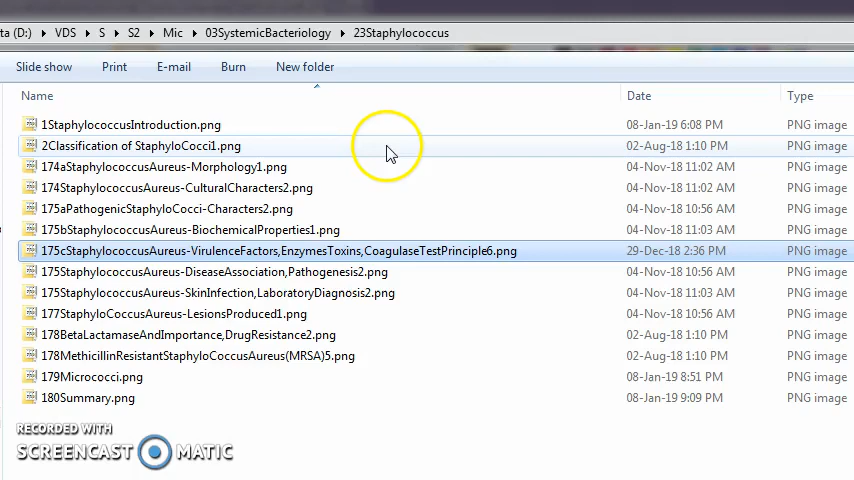 ta (D:) VDS S S2 Mic 03SystemicBacteriology 23Staphylococcus
Slide show Print E-mail Burn New folder
Name Date Type
1StaphylococcusIntroduction.png 08-Jan-19 6:08 PM PNG image
2Classification of StaphyloCocci1.png 02-Aug-18 1:10 PM PNG image
174aStaphylococcusAureus-Morphology1.png 04-Nov-18 11:02 AM PNG image
174StaphylococcusAureus-CulturalCharacters2.png 04-Nov-18 11:02 AM PNG image
175aPathogenicStaphyloCocci-Characters2.png 04-Nov-18 10:56 AM PNG image
175bStaphylococcusAureus-BiochemicalProperties1.png 04-Nov-18 11:03 AM PNG image
175cStaphylococcusAureus-VirulenceFactors,EnzymesToxins,CoagulaseTestPrinciple6.png 29-Dec-18 2:36 PM PNG image
175StaphylococcusAureus-DiseaseAssociation,Pathogenesis2.png 04-Nov-18 10:56 AM PNG image
175StaphylococcusAureus-SkinInfection,LaboratoryDiagnosis2.png 04-Nov-18 11:03 AM PNG image
177StaphyloCoccusAureus-LesionsProduced1.png 04-Nov-18 10:56 AM PNG image
178BetaLactamaseAndImportance,DrugResistance2.png 02-Aug-18 1:10 PM PNG image
178MethicillinResistantStaphyloCoccusAureus(MRSA)5.png 02-Aug-18 1:10 PM PNG image
179Micrococci.png 08-Jan-19 8:51 PM PNG image
180Summary.png 08-Jan-19 9:09 PM PNG image
RECORDED WITH
SCREENCAST MATIC